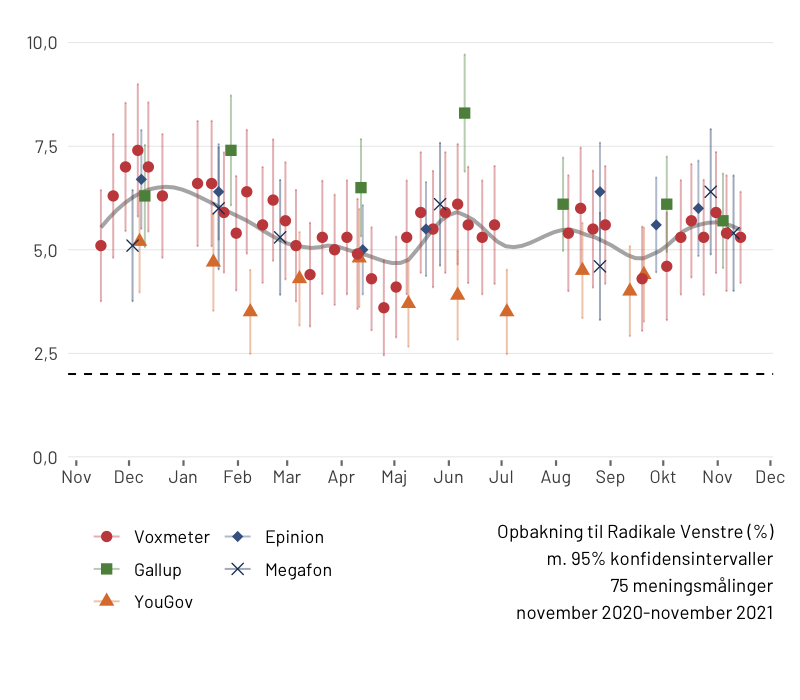 10,0
7,5
5,0
2,5
0,0
Nov Dec Jan Feb Mar Apr Maj Jun Jul Aug Sep Okt Nov Dec
Voxmeter Epinion
Gallup Megafon
YouGov
Opbakning til Radikale Venstre (%)
m. 95% konfidensintervaller
75 meningsmålinger
november 2020-november 2021